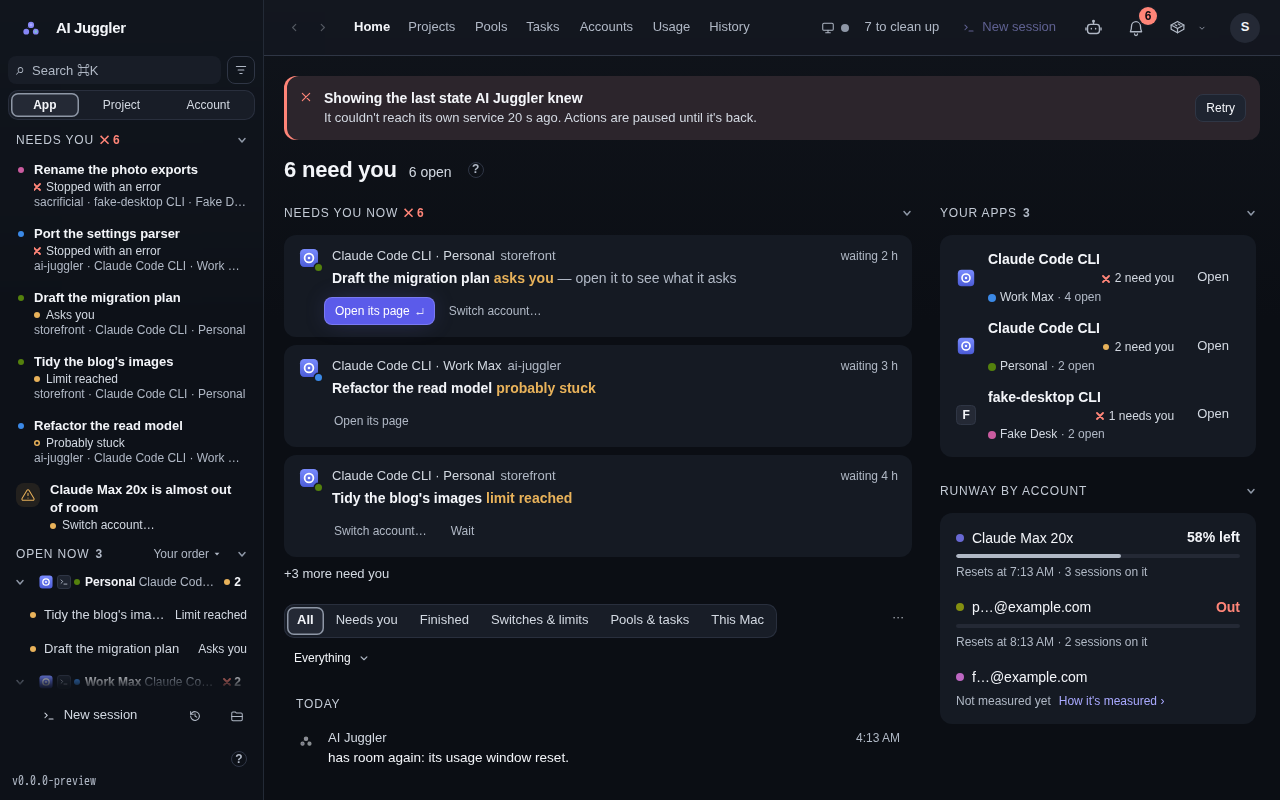 AI Juggler
Search ⌘K
App
Project
Account
NEEDS YOU 6
Rename the photo exports
Stopped with an error
sacrificial · fake-desktop CLI · Fake D…
Port the settings parser
Stopped with an error
ai-juggler · Claude Code CLI · Work …
Draft the migration plan
Asks you
storefront · Claude Code CLI · Personal
Tidy the blog's images
Limit reached
storefront · Claude Code CLI · Personal
Refactor the read model
Probably stuck
ai-juggler · Claude Code CLI · Work …
Claude Max 20x is almost out
of room
Switch account…
OPEN NOW 3
Your order
Personal Claude Cod… 2
Tidy the blog's ima… Limit reached
Draft the migration plan Asks you
Work Max Claude Co… 2
New session
?
v0.0.0-preview
Home
Projects
Pools
Tasks
Accounts
Usage
History
7 to clean up
New session
6
S
Showing the last state AI Juggler knew
It couldn't reach its own service 20 s ago. Actions are paused until it's back.
Retry
6 need you 6 open ?
NEEDS YOU NOW 6
Claude Code CLI · Personal storefront waiting 2 h
Draft the migration plan asks you — open it to see what it asks
Open its page
Switch account…
Claude Code CLI · Work Max ai-juggler waiting 3 h
Refactor the read model probably stuck
Open its page
Claude Code CLI · Personal storefront waiting 4 h
Tidy the blog's images limit reached
Switch account…
Wait
+3 more need you
All
Needs you
Finished
Switches & limits
Pools & tasks
This Mac
…
Everything
TODAY
AI Juggler 4:13 AM
has room again: its usage window reset.
YOUR APPS 3
Claude Code CLI
2 need you
Open
Work Max · 4 open
Claude Code CLI
2 need you
Open
Personal · 2 open
F
fake-desktop CLI
1 needs you
Open
Fake Desk · 2 open
RUNWAY BY ACCOUNT
Claude Max 20x 58% left
Resets at 7:13 AM · 3 sessions on it
p…@example.com Out
Resets at 8:13 AM · 2 sessions on it
f…@example.com
Not measured yet How it's measured ›